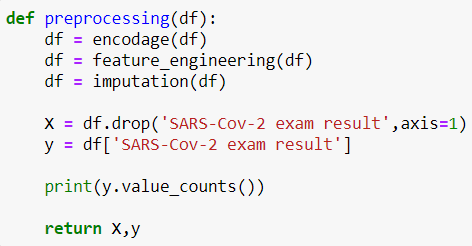 def preprocessing(df):
    df = encodage(df)
    df = feature_engineering(df)
    df = imputation(df)

    X = df.drop('SARS-Cov-2 exam result',axis=1)
    y = df['SARS-Cov-2 exam result']

    print(y.value_counts())

    return X,y